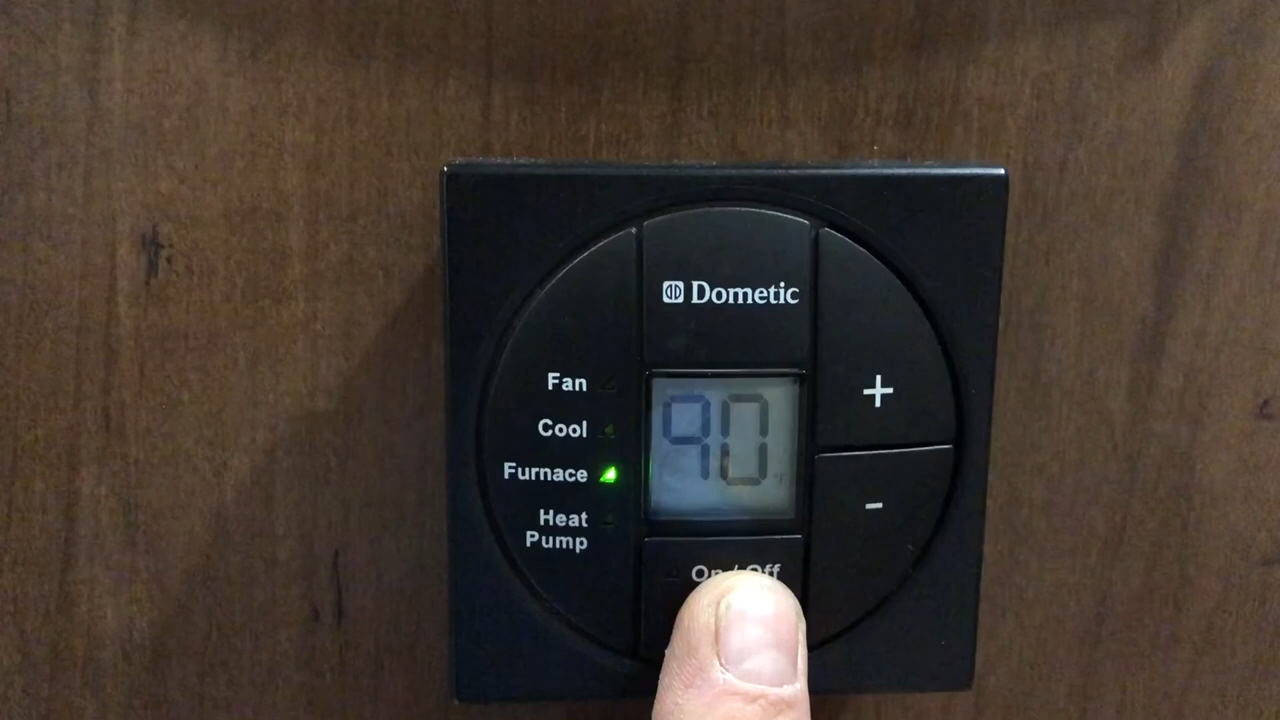 Dometic
Fan
Cool
Furnace
Heat
Pump
90
°F
+
-
On / Off